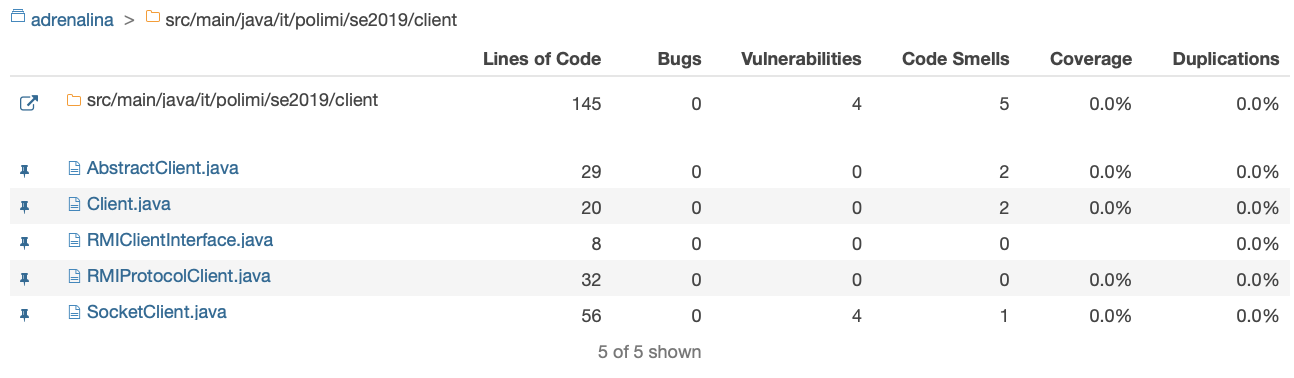 adrenalina > src/main/java/it/polimi/se2019/client
Lines of Code Bugs Vulnerabilities Code Smells Coverage Duplications
src/main/java/it/polimi/se2019/client 145 0 4 5 0.0% 0.0%
AbstractClient.java 29 0 0 2 0.0% 0.0%
Client.java 20 0 0 2 0.0% 0.0%
RMIClientInterface.java 8 0 0 0 0.0%
RMIProtocolClient.java 32 0 0 0 0.0% 0.0%
SocketClient.java 56 0 4 1 0.0% 0.0%
5 of 5 shown